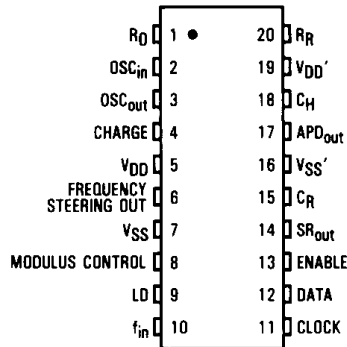 RO 1 20 RR
OSCin 2 19 VDD'
OSCout 3 18 CH
CHARGE 4 17 APDout
VDD 5 16 VSS'
FREQUENCY
STEERING OUT 6 15 CR
VSS 7 14 SRout
MODULUS CONTROL 8 13 ENABLE
LD 9 12 DATA
fin 10 11 CLOCK